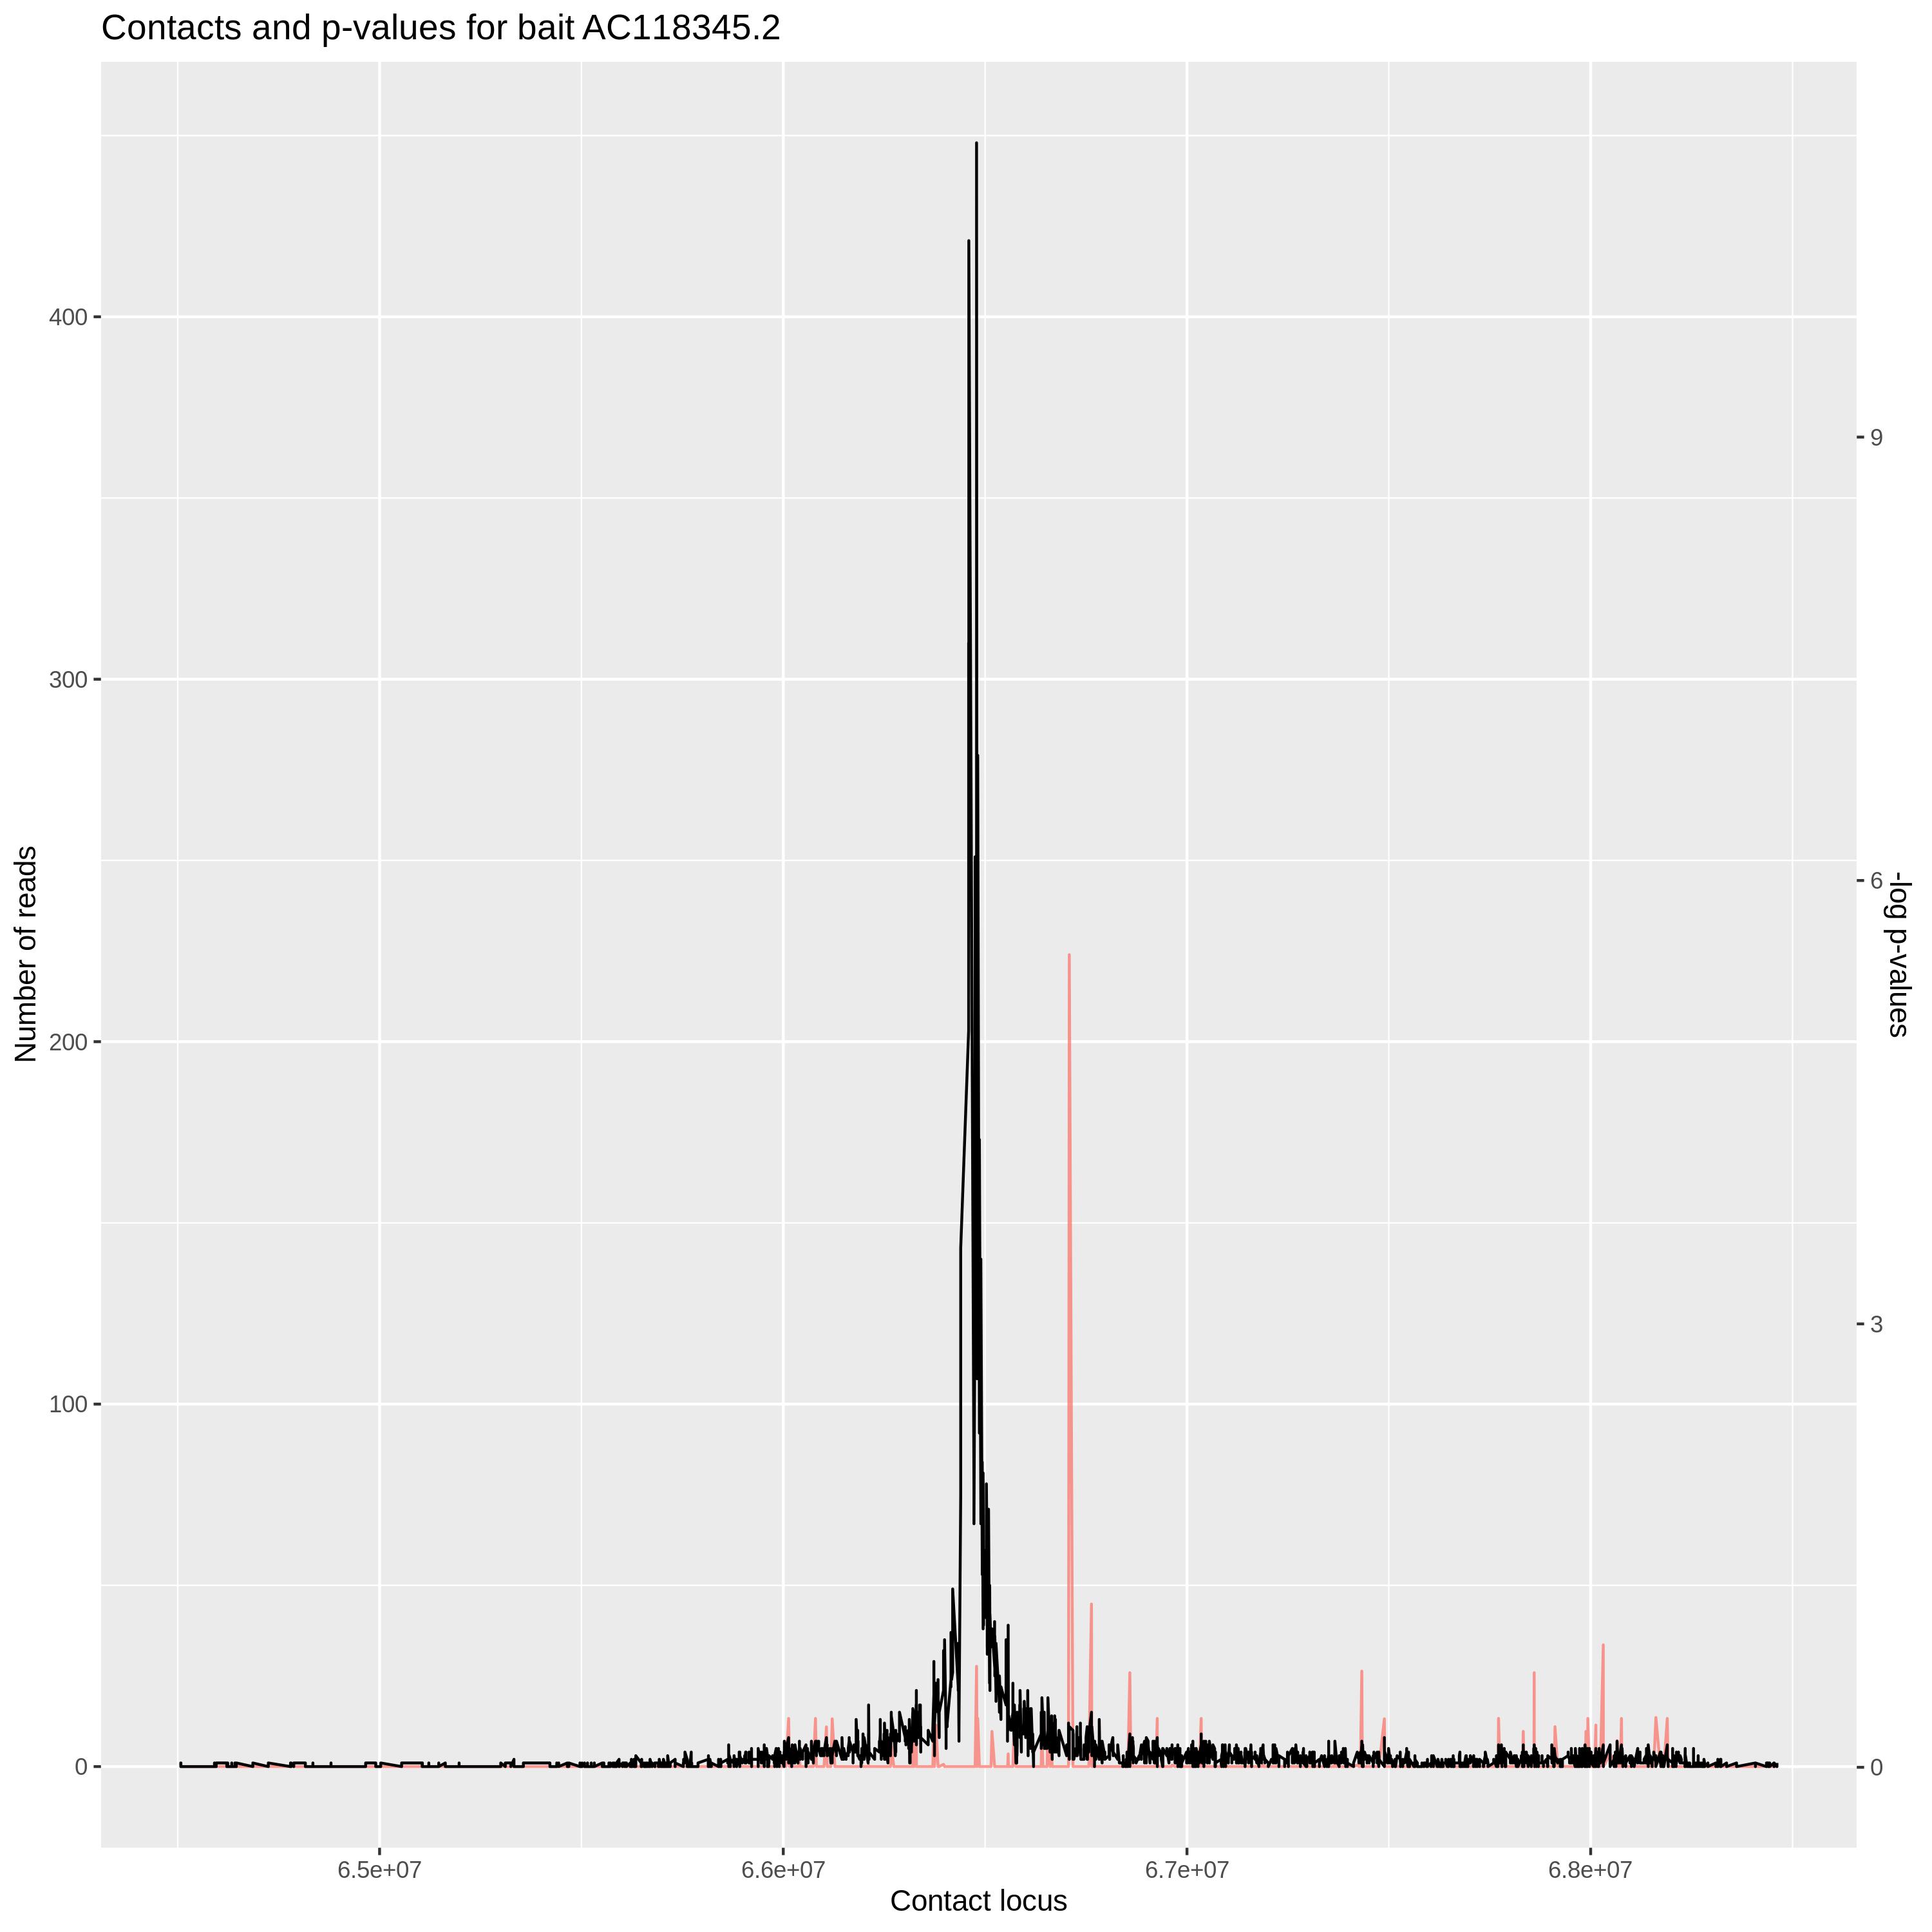 Contacts and p-values for bait AC118345.2
400
300
200
100
0
Number of reads
9
6
3
0
-log p-values
6.5e+07
6.6e+07
6.7e+07
6.8e+07
Contact locus